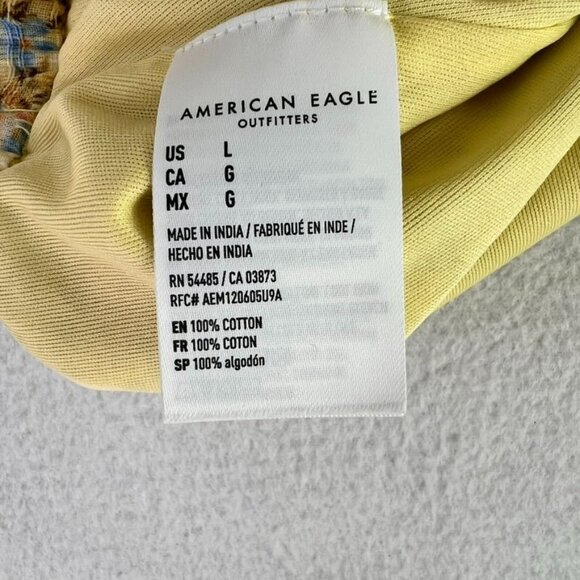 AMERICAN EAGLE
OUTFITTERS
US L
CA G
MX G
MADE IN INDIA / FABRIQUÉ EN INDE /
HECHO EN INDIA
RN 54485 / CA 03873
RFC# AEM120605U9A
EN 100% COTTON
FR 100% COTON
SP 100% algodón